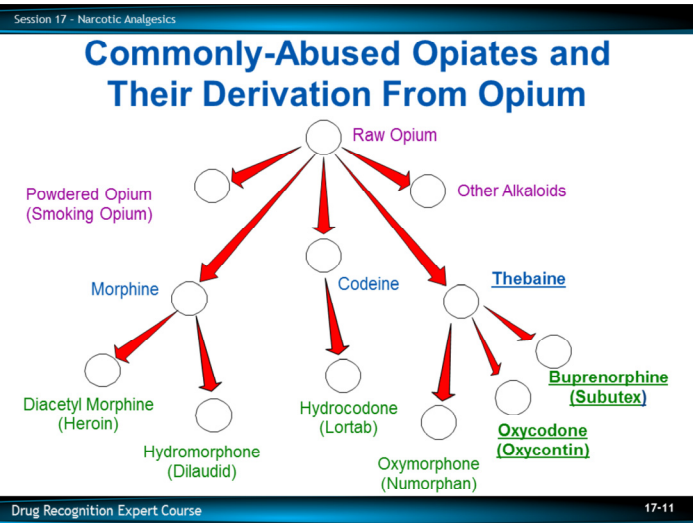 Session 17 - Narcotic Analgesics
Commonly-Abused Opiates and
Their Derivation From Opium
Raw Opium
Powdered Opium
(Smoking Opium)
Other Alkaloids
Morphine
Codeine
Thebaine
Diacetyl Morphine
(Heroin)
Hydromorphone
(Dilaudid)
Hydrocodone
(Lortab)
Oxymorphone
(Numorphan)
Oxycodone
(Oxycontin)
Buprenorphine
(Subutex)
Drug Recognition Expert Course
17-11